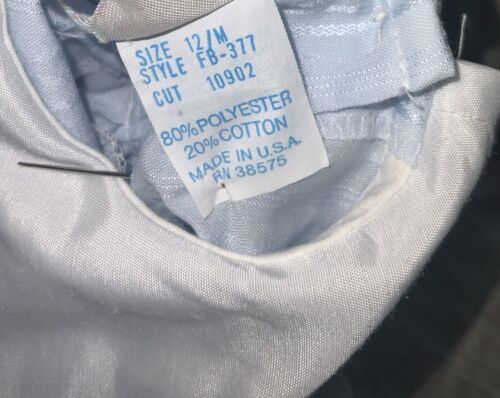 SIZE 12/M
STYLE FB-377
CUT 10902
80% POLYESTER
20% COTTON
MADE IN U.S.A.
RN 38575